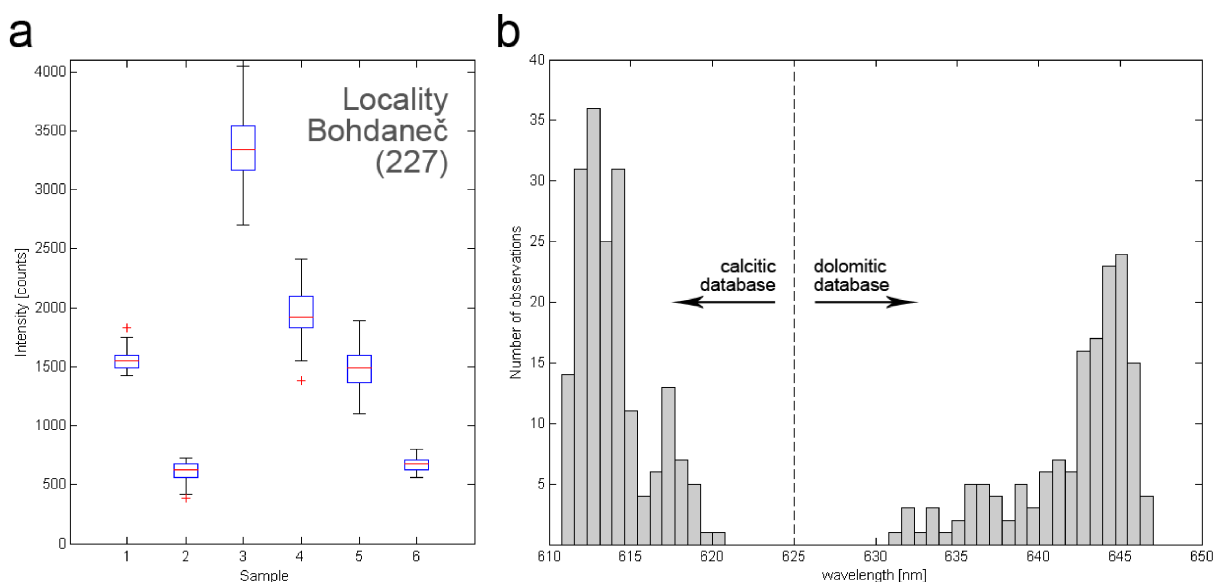 a
4000
3500
3000
2500
2000
1500
1000
500
0
Intensity [counts]
1 2 3 4 5 6
Sample
Locality
Bohdaneč
(227)
b
40
35
30
25
20
15
10
5
Number of observations
calcitic
database
dolomitic
database
610 615 620 625 630 635 640 645 650
wavelength [nm]